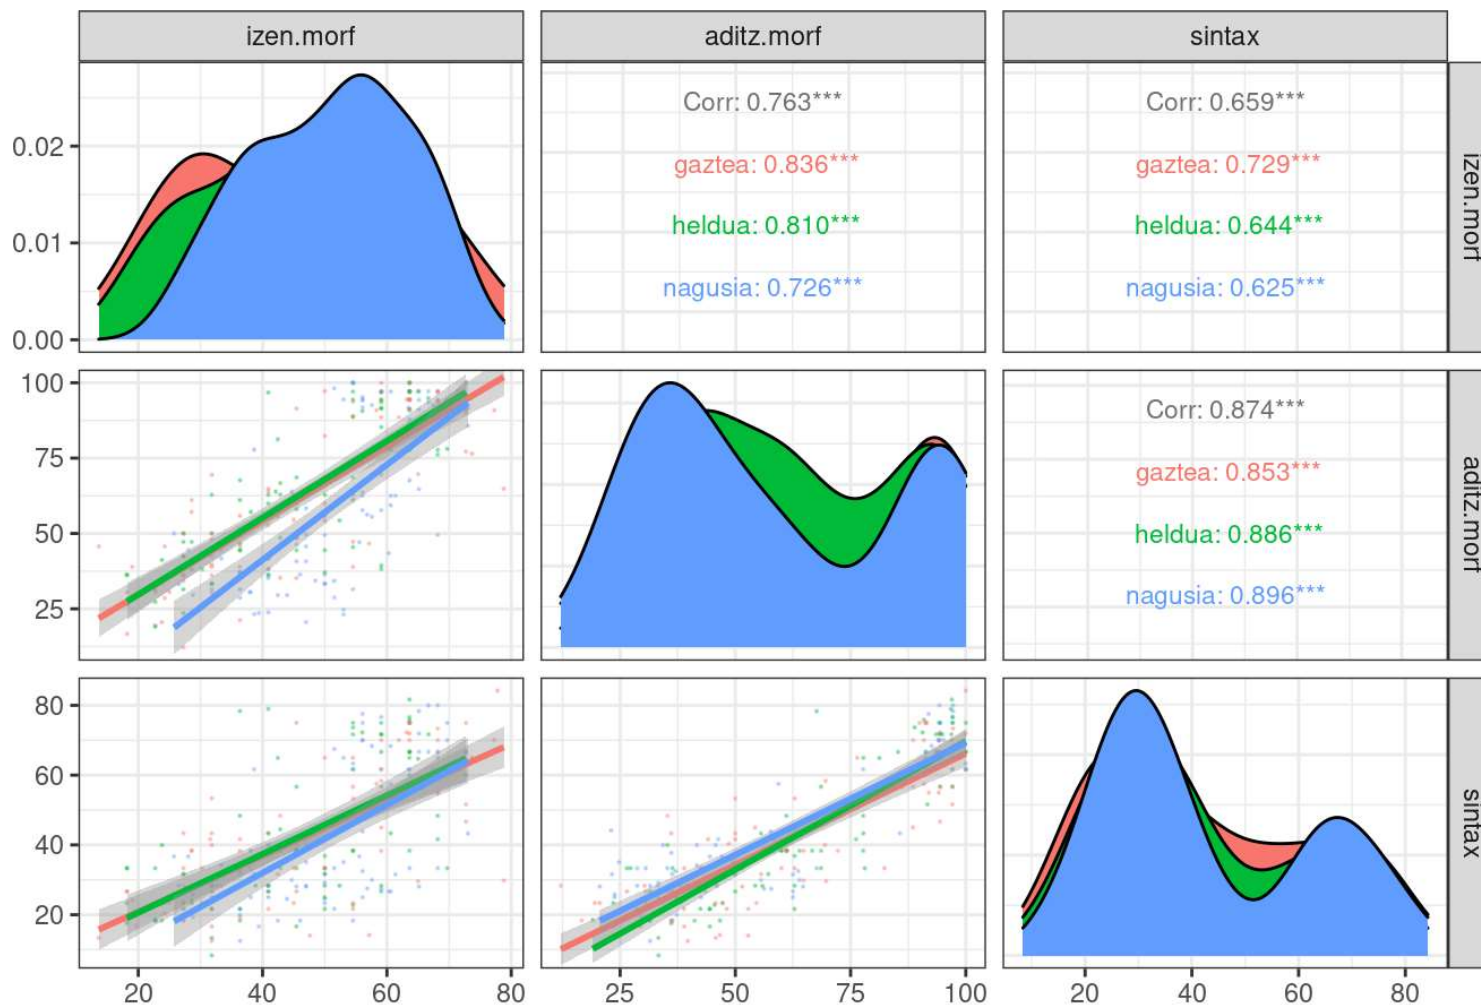 izen.morf
aditz.morf
sintax
0.02
0.01
0.00
Corr: 0.763***
gaztea: 0.836***
heldua: 0.810***
nagusia: 0.726***
Corr: 0.659***
gaztea: 0.729***
heldua: 0.644***
nagusia: 0.625***
izen.morf
100
75
50
25
Corr: 0.874***
gaztea: 0.853***
heldua: 0.886***
nagusia: 0.896***
aditz.morf
80
60
40
20
sintax
20 40 60 80
25 50 75 100
20 40 60 80